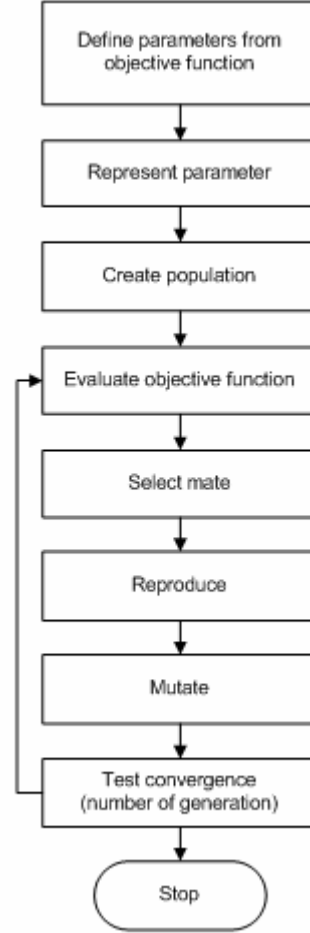 Define parameters from
objective function
Represent parameter
Create population
Evaluate objective function
Select mate
Reproduce
Mutate
Test convergence
(number of generation)
Stop